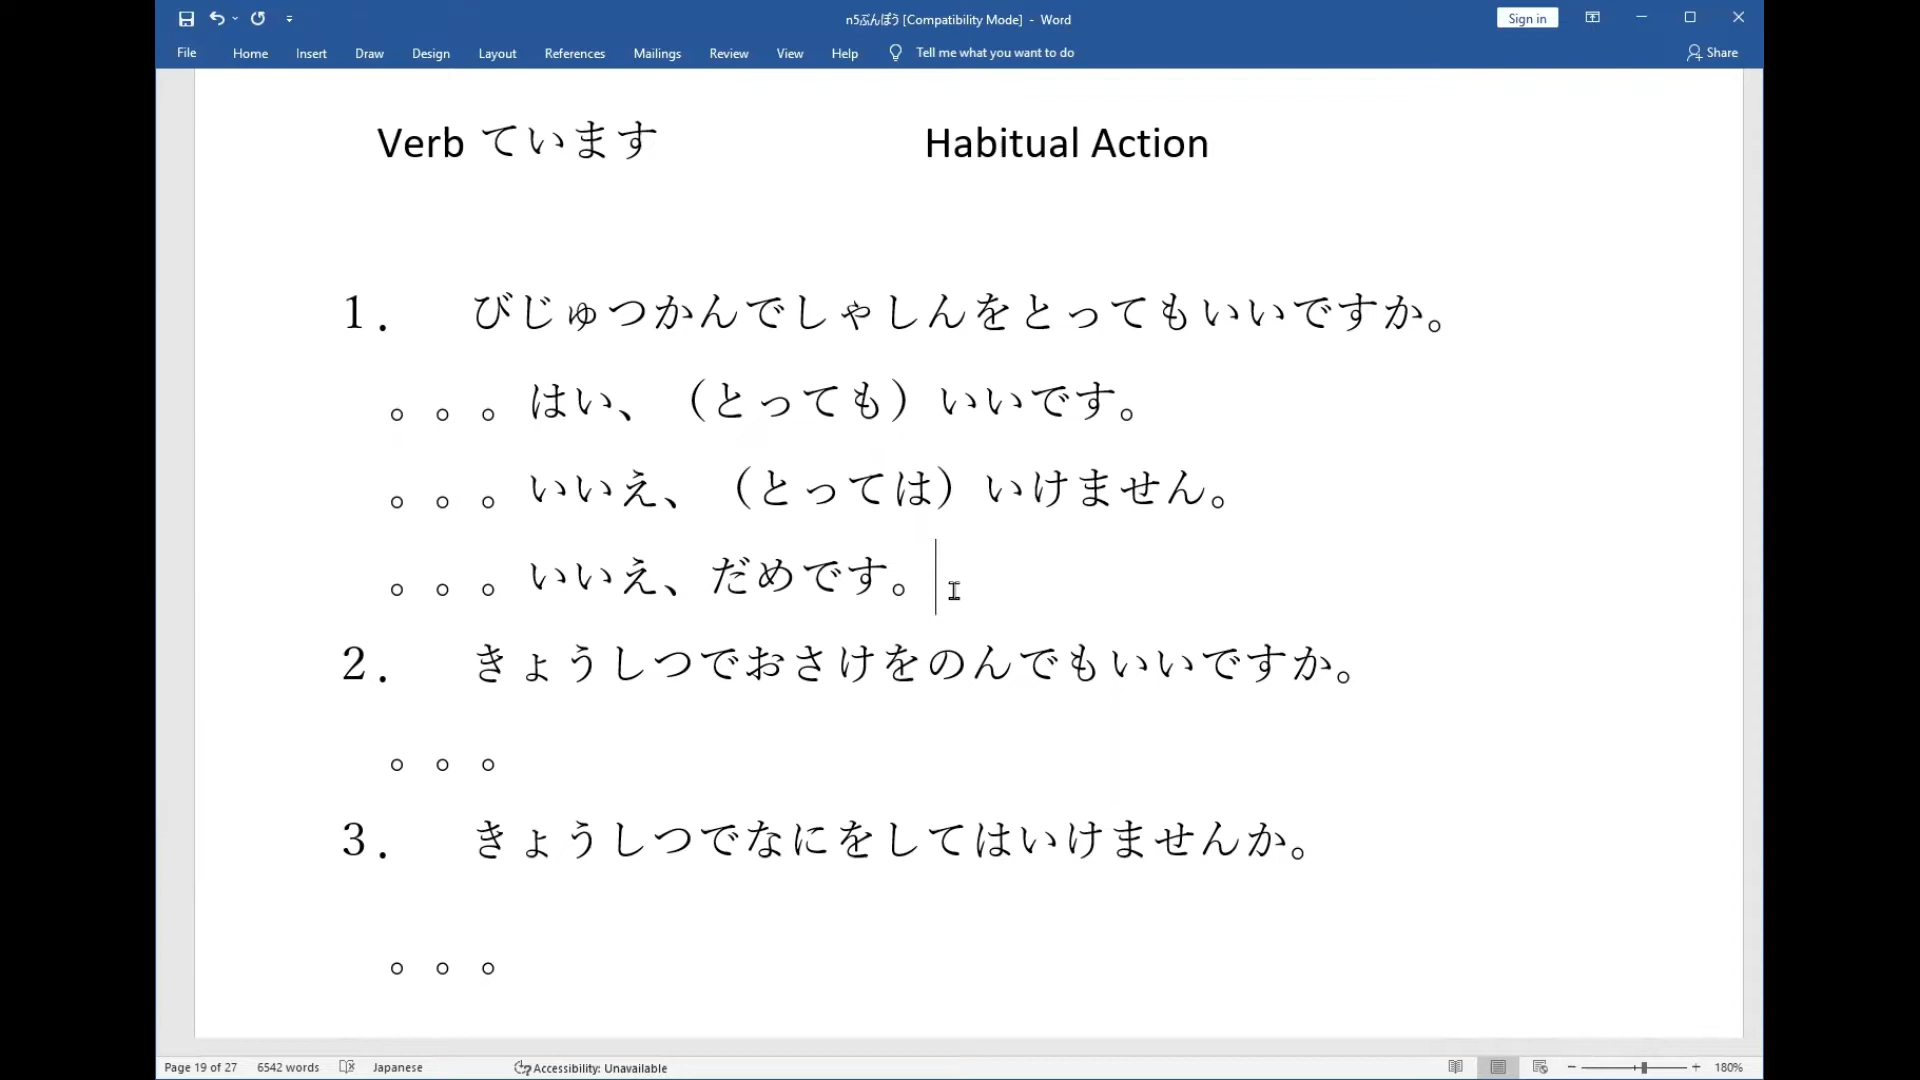 n5ぶんぽう [Compatibility Mode] - Word
Sign in
File Home Insert Draw Design Layout References Mailings Review View Help Tell me what you want to do Share
Verb ています Habitual Action
1. びじゅつかんでしゃしんをとってもいいですか。
。。。はい、（とっても）いいです。
。。。いいえ、（とっては）いけません。
。。。いいえ、だめです。
2. きょうしつでおさけをのんでもいいですか。
。。。
3. きょうしつでなにをしてはいけませんか。
。。。
Page 19 of 27 6542 words Japanese Accessibility: Unavailable 180%